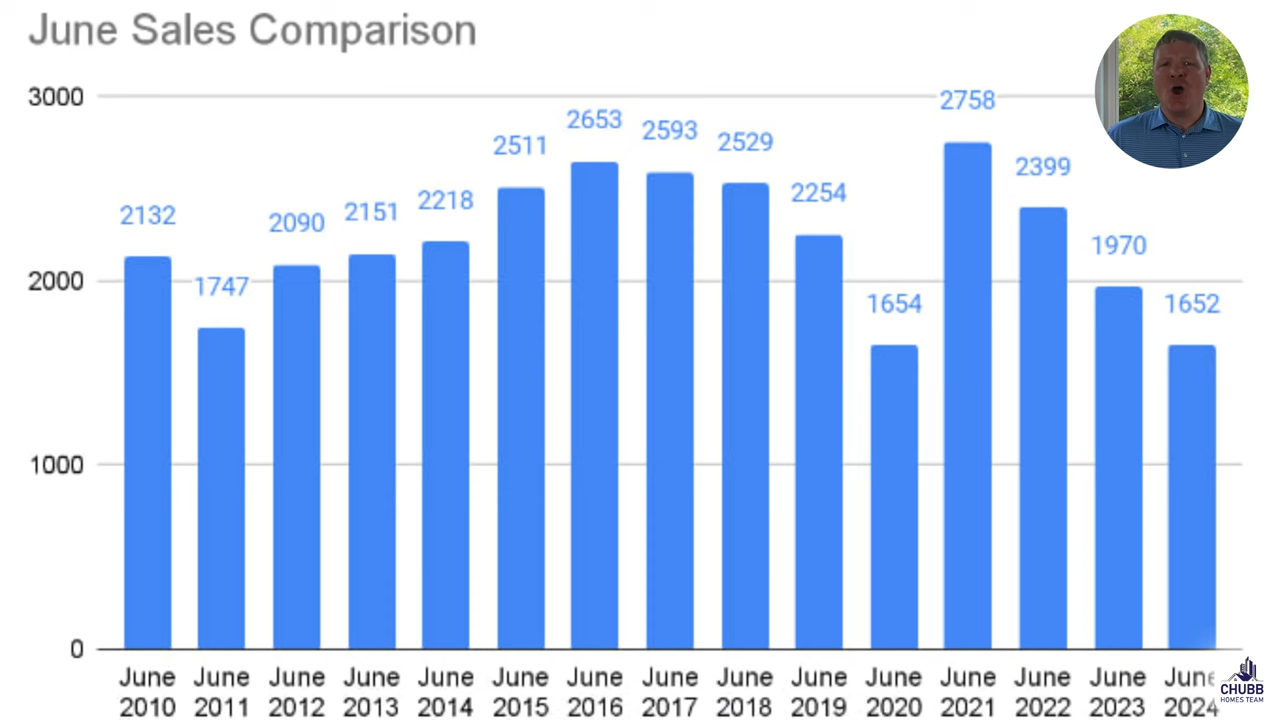 June Sales Comparison
3000
2000
1000
0
2132
1747
2090
2151
2218
2511
2653
2593
2529
2254
1654
2758
2399
1970
1652
June 2010
June 2011
June 2012
June 2013
June 2014
June 2015
June 2016
June 2017
June 2018
June 2019
June 2020
June 2021
June 2022
June 2023
June 2024
CHUBB
HOMES TEAM